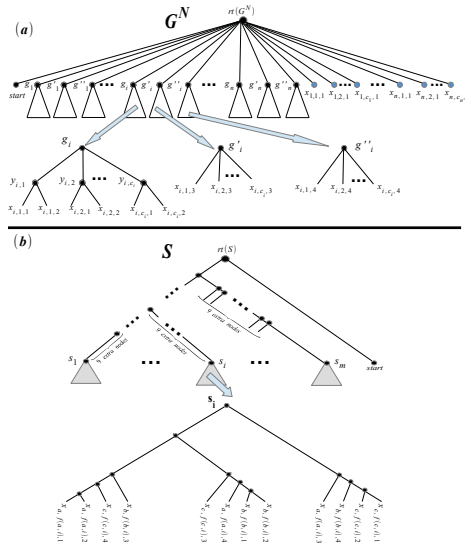 (a)
G^N
rt(G^N)
start g_1 g'_1 g''_1 ... g_i g'_i g''_i ... g_n g'_n g''_n x_{1,1,1} ... x_{1,2,1} x_{1,c_1,1} ... x_{n,1,1} x_{n,2,1} x_{n,c_n,1}
g_i g'_i g''_i
y_{i,1} y_{i,2} ... y_{i,c_i} x_{i,1,3} x_{i,2,3} ... x_{i,c_i,3} x_{i,1,4} x_{i,2,4} ... x_{i,c_i,4}
x_{i,1,1} x_{i,1,2} x_{i,2,1} x_{i,2,2} x_{i,c_i,1} x_{i,c_i,2}
(b)
S
rt(S)
q extra nodes
q extra nodes
q extra nodes
s_1 ... s_i ... s_m start
s_i